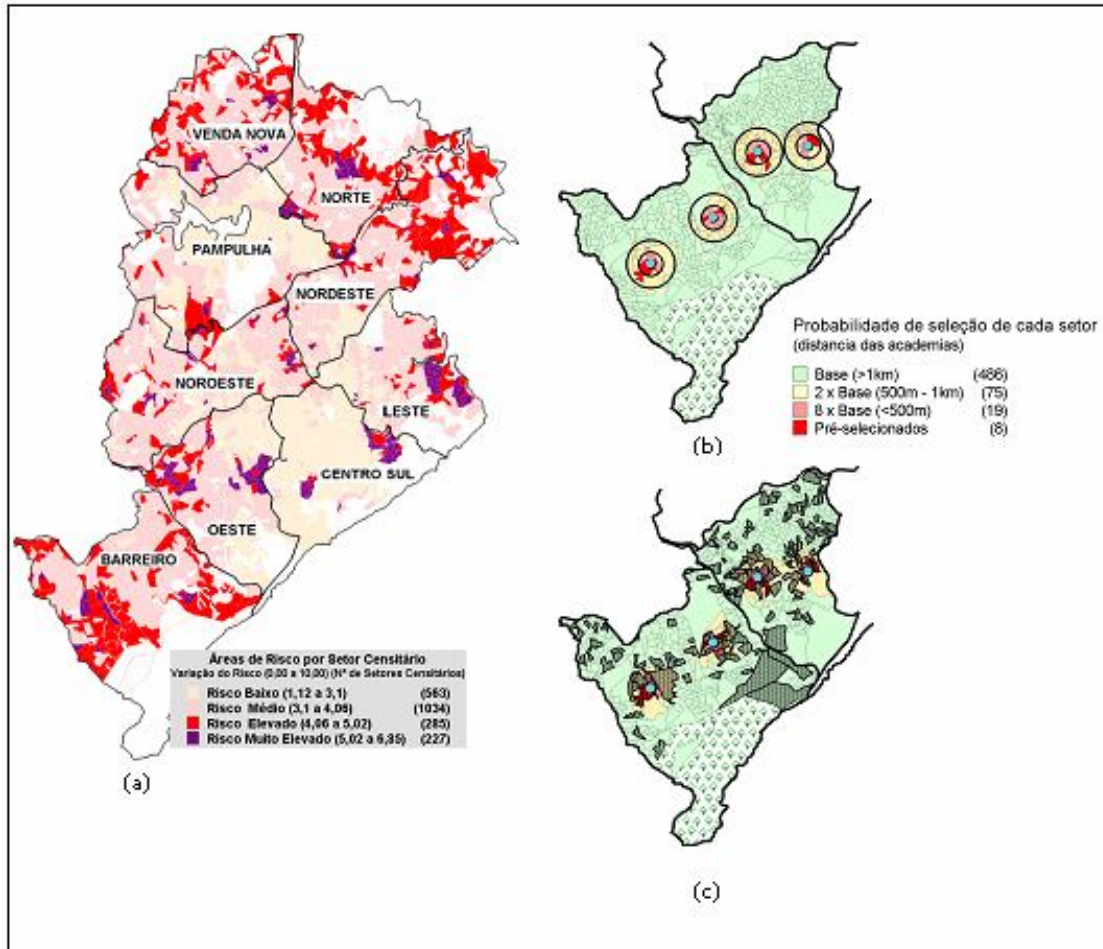 VENDA NOVA
NORTE
PAMPULHA
NORDESTE
NOROESTE
LESTE
CENTRO SUL
OESTE
BARREIRO
Áreas de Risco por Setor Censitário
Variação do Risco (0,00 a 10,00) (Nº de Setores Censitários)
Risco Baixo (1,12 a 3,1) (563)
Risco Médio (3,1 a 4,06) (1034)
Risco Elevado (4,06 a 5,02) (285)
Risco Muito Elevado (5,02 a 6,85) (227)
(a)
Probabilidade de seleção de cada setor
(distancia das academias)
Base (>1km) (486)
2 x Base (500m - 1km) (75)
8 x Base (<500m) (19)
Pré-selecionados (8)
(b)
(c)